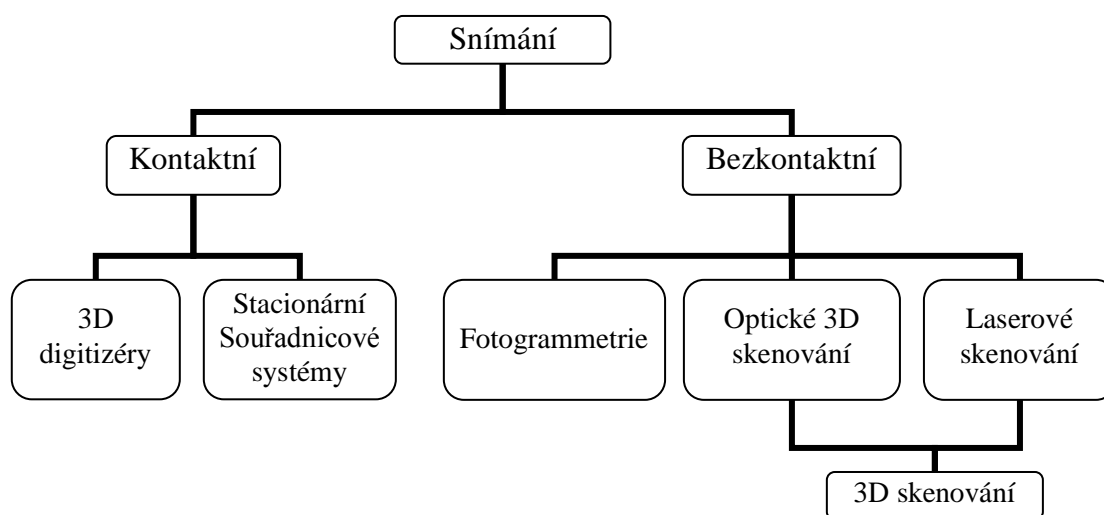 Snímání
Kontaktní
Bezkontaktní
3D
digitizéry
Stacionární
Souřadnicové
systémy
Fotogrammetrie
Optické 3D
skenování
Laserové
skenování
3D skenování